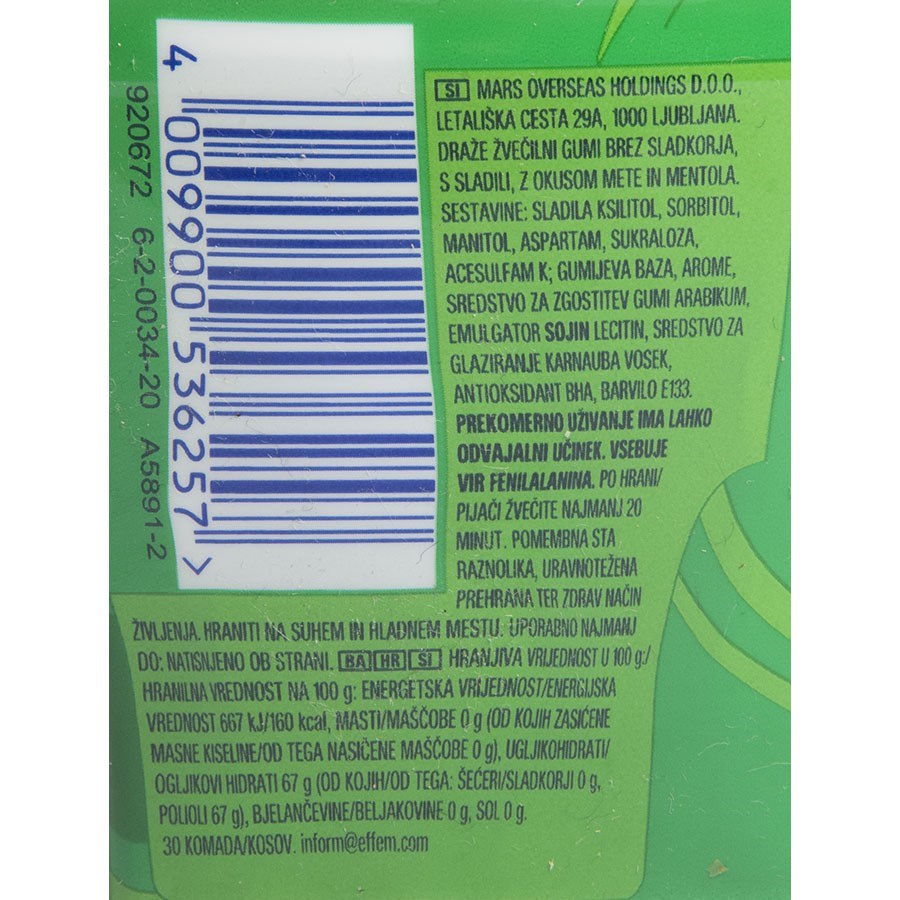 4 009900 536257 >
920672 6-2-0034-20 A5891-2
SI MARS OVERSEAS HOLDINGS D.O.O.,
LETALIŠKA CESTA 29A, 1000 LJUBLJANA.
DRAŽE ŽVEČILNI GUMI BREZ SLADKORJA,
S SLADILI, Z OKUSOM METE IN MENTOLA.
SESTAVINE: SLADILA KSILITOL, SORBITOL,
MANITOL, ASPARTAM, SUKRALOZA,
ACESULFAM K; GUMIJEVA BAZA, AROME,
SREDSTVO ZA ZGOSTITEV GUMI ARABIKUM,
EMULGATOR SOJIN LECITIN, SREDSTVO ZA
GLAZIRANJE KARNAUBA VOSEK,
ANTIOKSIDANT BHA, BARVILO E133.
PREKOMERNO UŽIVANJE IMA LAHKO
ODVAJALNI UČINEK. VSEBUJE
VIR FENILALANINA. PO HRANI/
PIJAČI ŽVEČITE NAJMANJ 20
MINUT. POMEMBNA STA
RAZNOLIKA, URAVNOTEŽENA
PREHRANA TER ZDRAV NAČIN
ŽIVLJENJA. HRANITI NA SUHEM IN HLADNEM MESTU. UPORABNO NAJMANJ
DO: NATISNJENO OB STRANI. BA HR SI HRANJIVA VRIJEDNOST U 100 g:/
HRANILNA VREDNOST NA 100 g: ENERGETSKA VRIJEDNOST/ENERGIJSKA
VREDNOST 667 kJ/160 kcal, MASTI/MAŠČOBE 0 g (OD KOJIH ZASIĆENE
MASNE KISELINE/OD TEGA NASIČENE MAŠČOBE 0 g), UGLJIKOHIDRATI/
OGLJIKOVI HIDRATI 67 g (OD KOJIH/OD TEGA: ŠEĆERI/SLADKORJI 0 g,
POLIOLI 67 g), BJELANČEVINE/BELJAKOVINE 0 g, SOL 0 g.
30 KOMADA/KOSOV. inform@effem.com